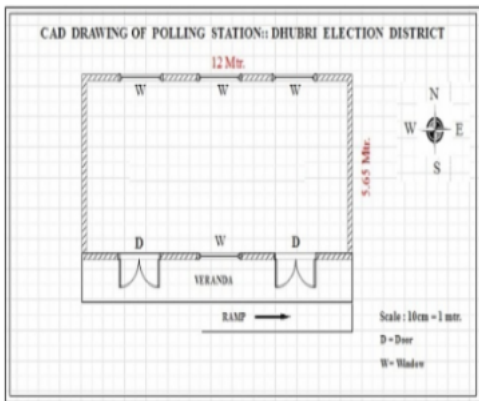 CAD DRAWING OF POLLING STATION:: DHUBRI ELECTION DISTRICT
12 Mtr.
W W W
N
W E
S
5.65 Mtr.
D W D
VERANDA
RAMP
Scale : 10cm = 1 mtr.
D = Door
W= Window